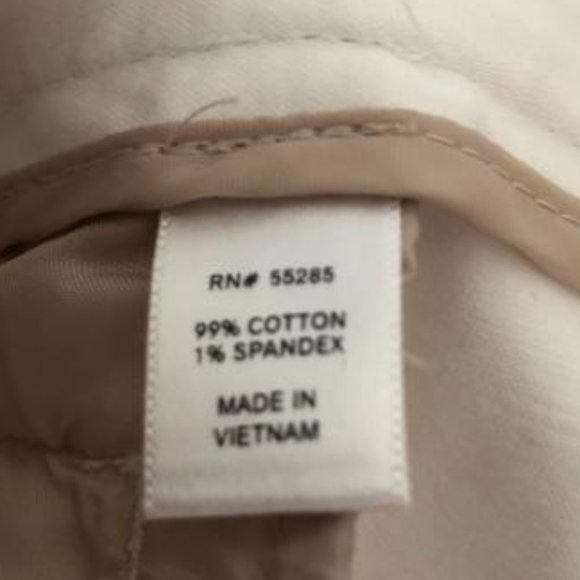 RN# 55285
99% COTTON
1% SPANDEX
MADE IN
VIETNAM